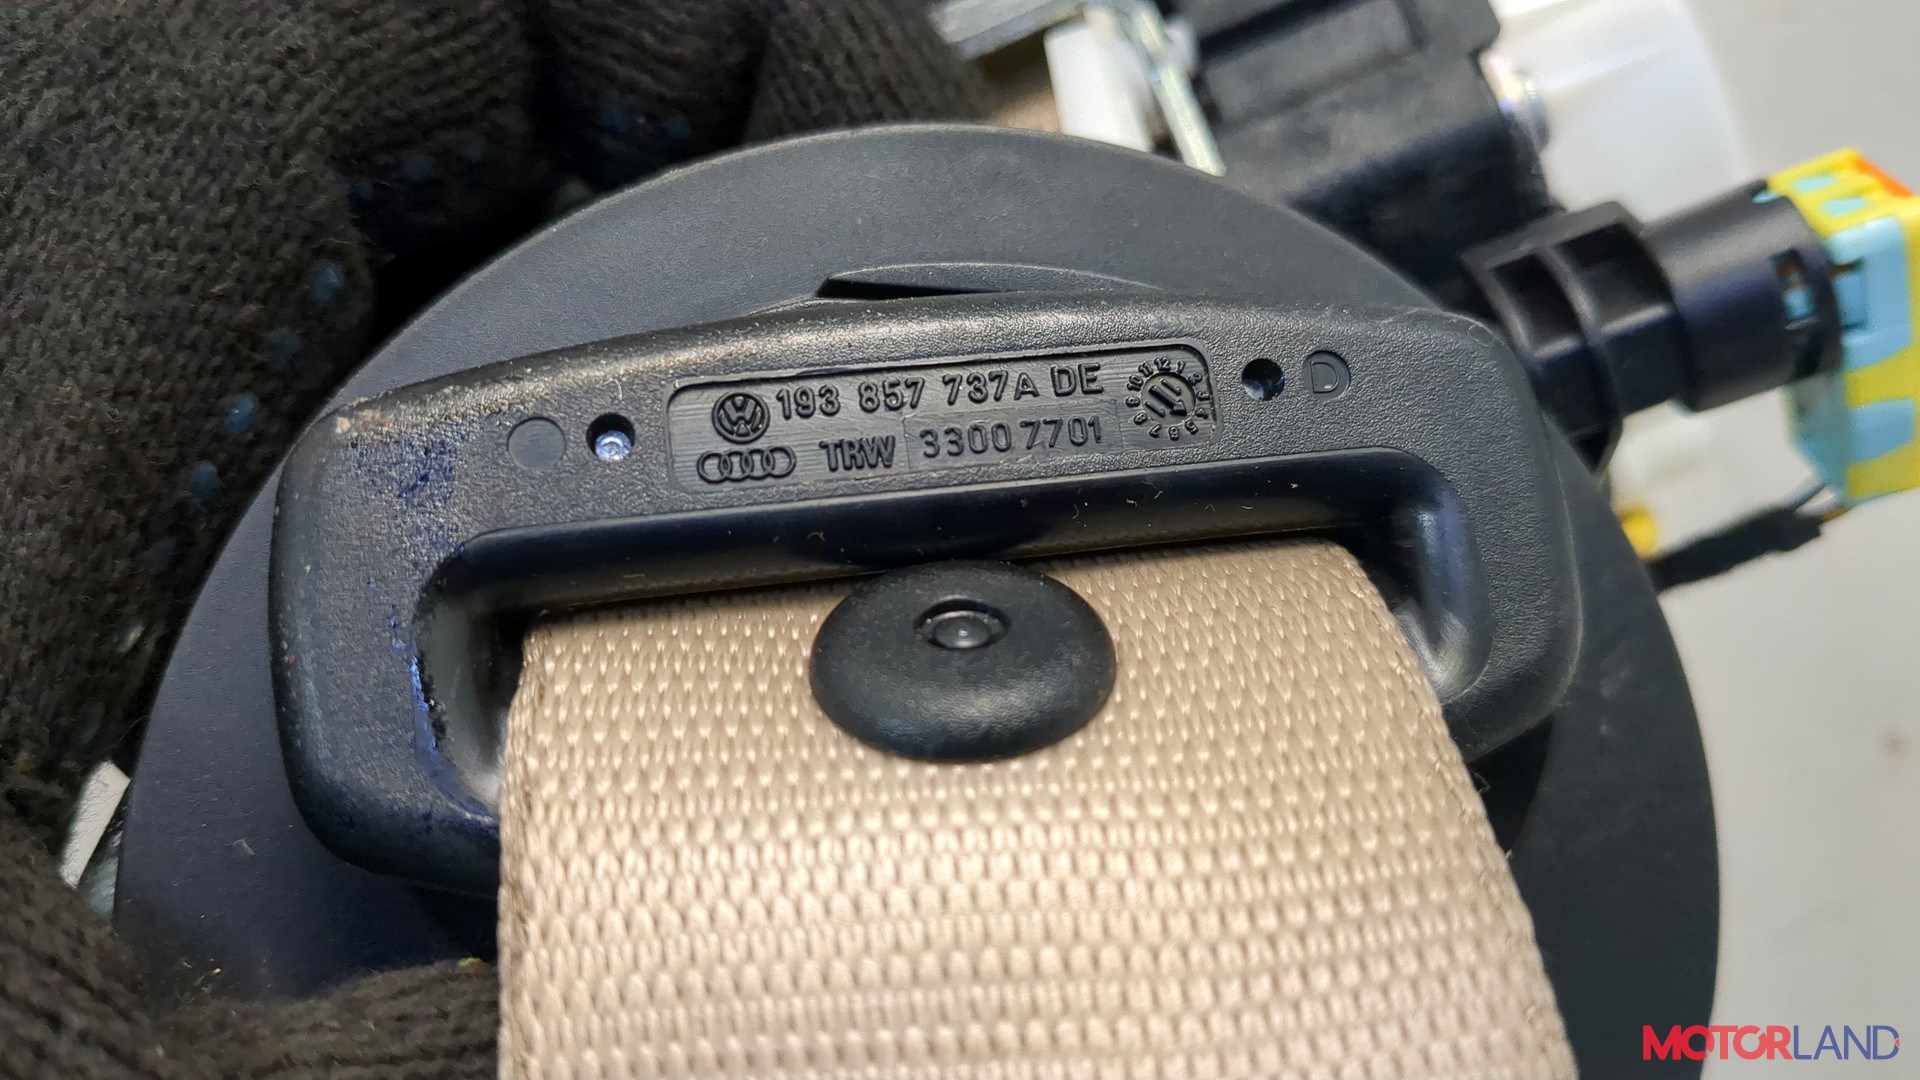 193 857 737A DE
TRW 33007701
D
MOTORLAND